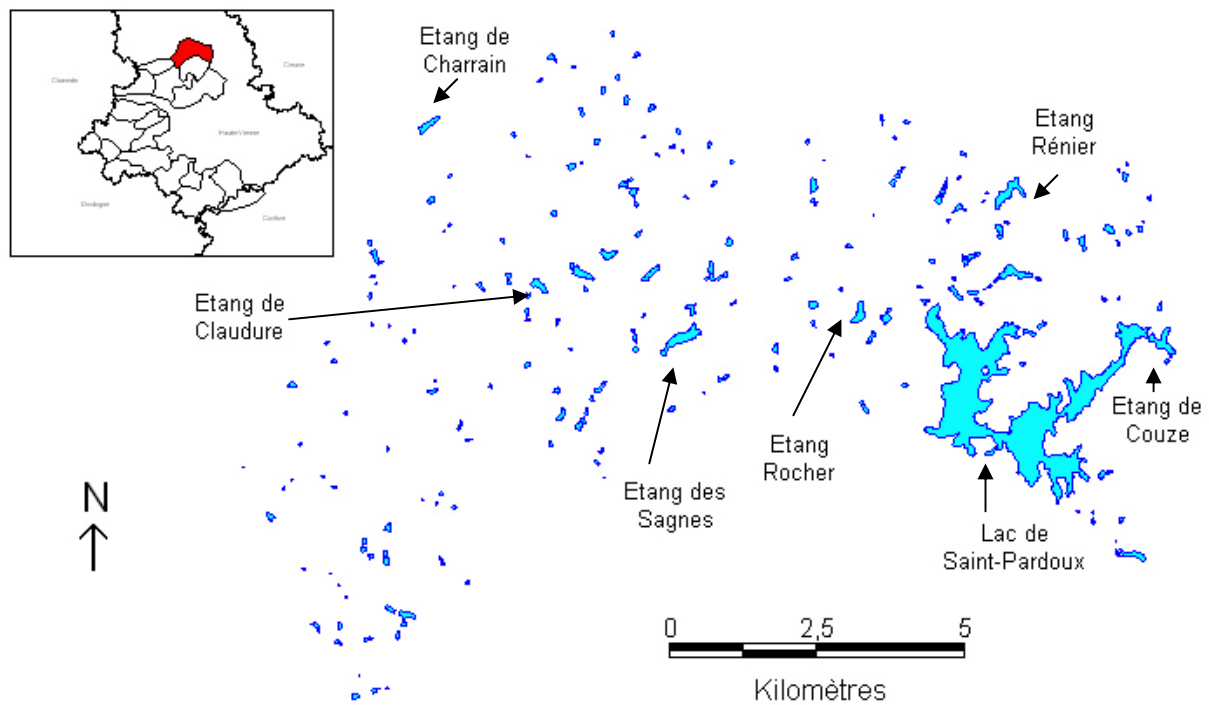 Charente
Creuse
Haute-Vienne
Dordogne
Corrèze
Etang de
Charrain
Etang
Rénier
Etang de
Claudure
Etang des
Sagnes
Etang
Rocher
Etang de
Couze
Lac de
Saint-Pardoux
N
0 2,5 5
Kilomètres